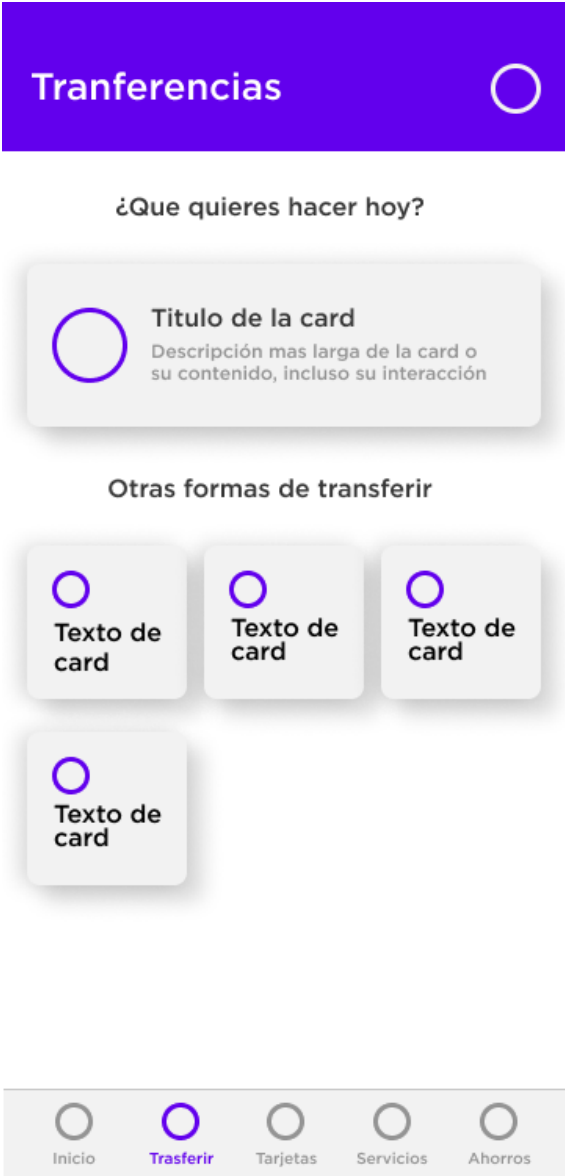 Tranferencias
¿Que quieres hacer hoy?
Titulo de la card
Descripción mas larga de la card o
su contenido, incluso su interacción
Otras formas de transferir
Texto de
card
Texto de
card
Texto de
card
Texto de
card
Inicio
Trasferir
Tarjetas
Servicios
Ahorros